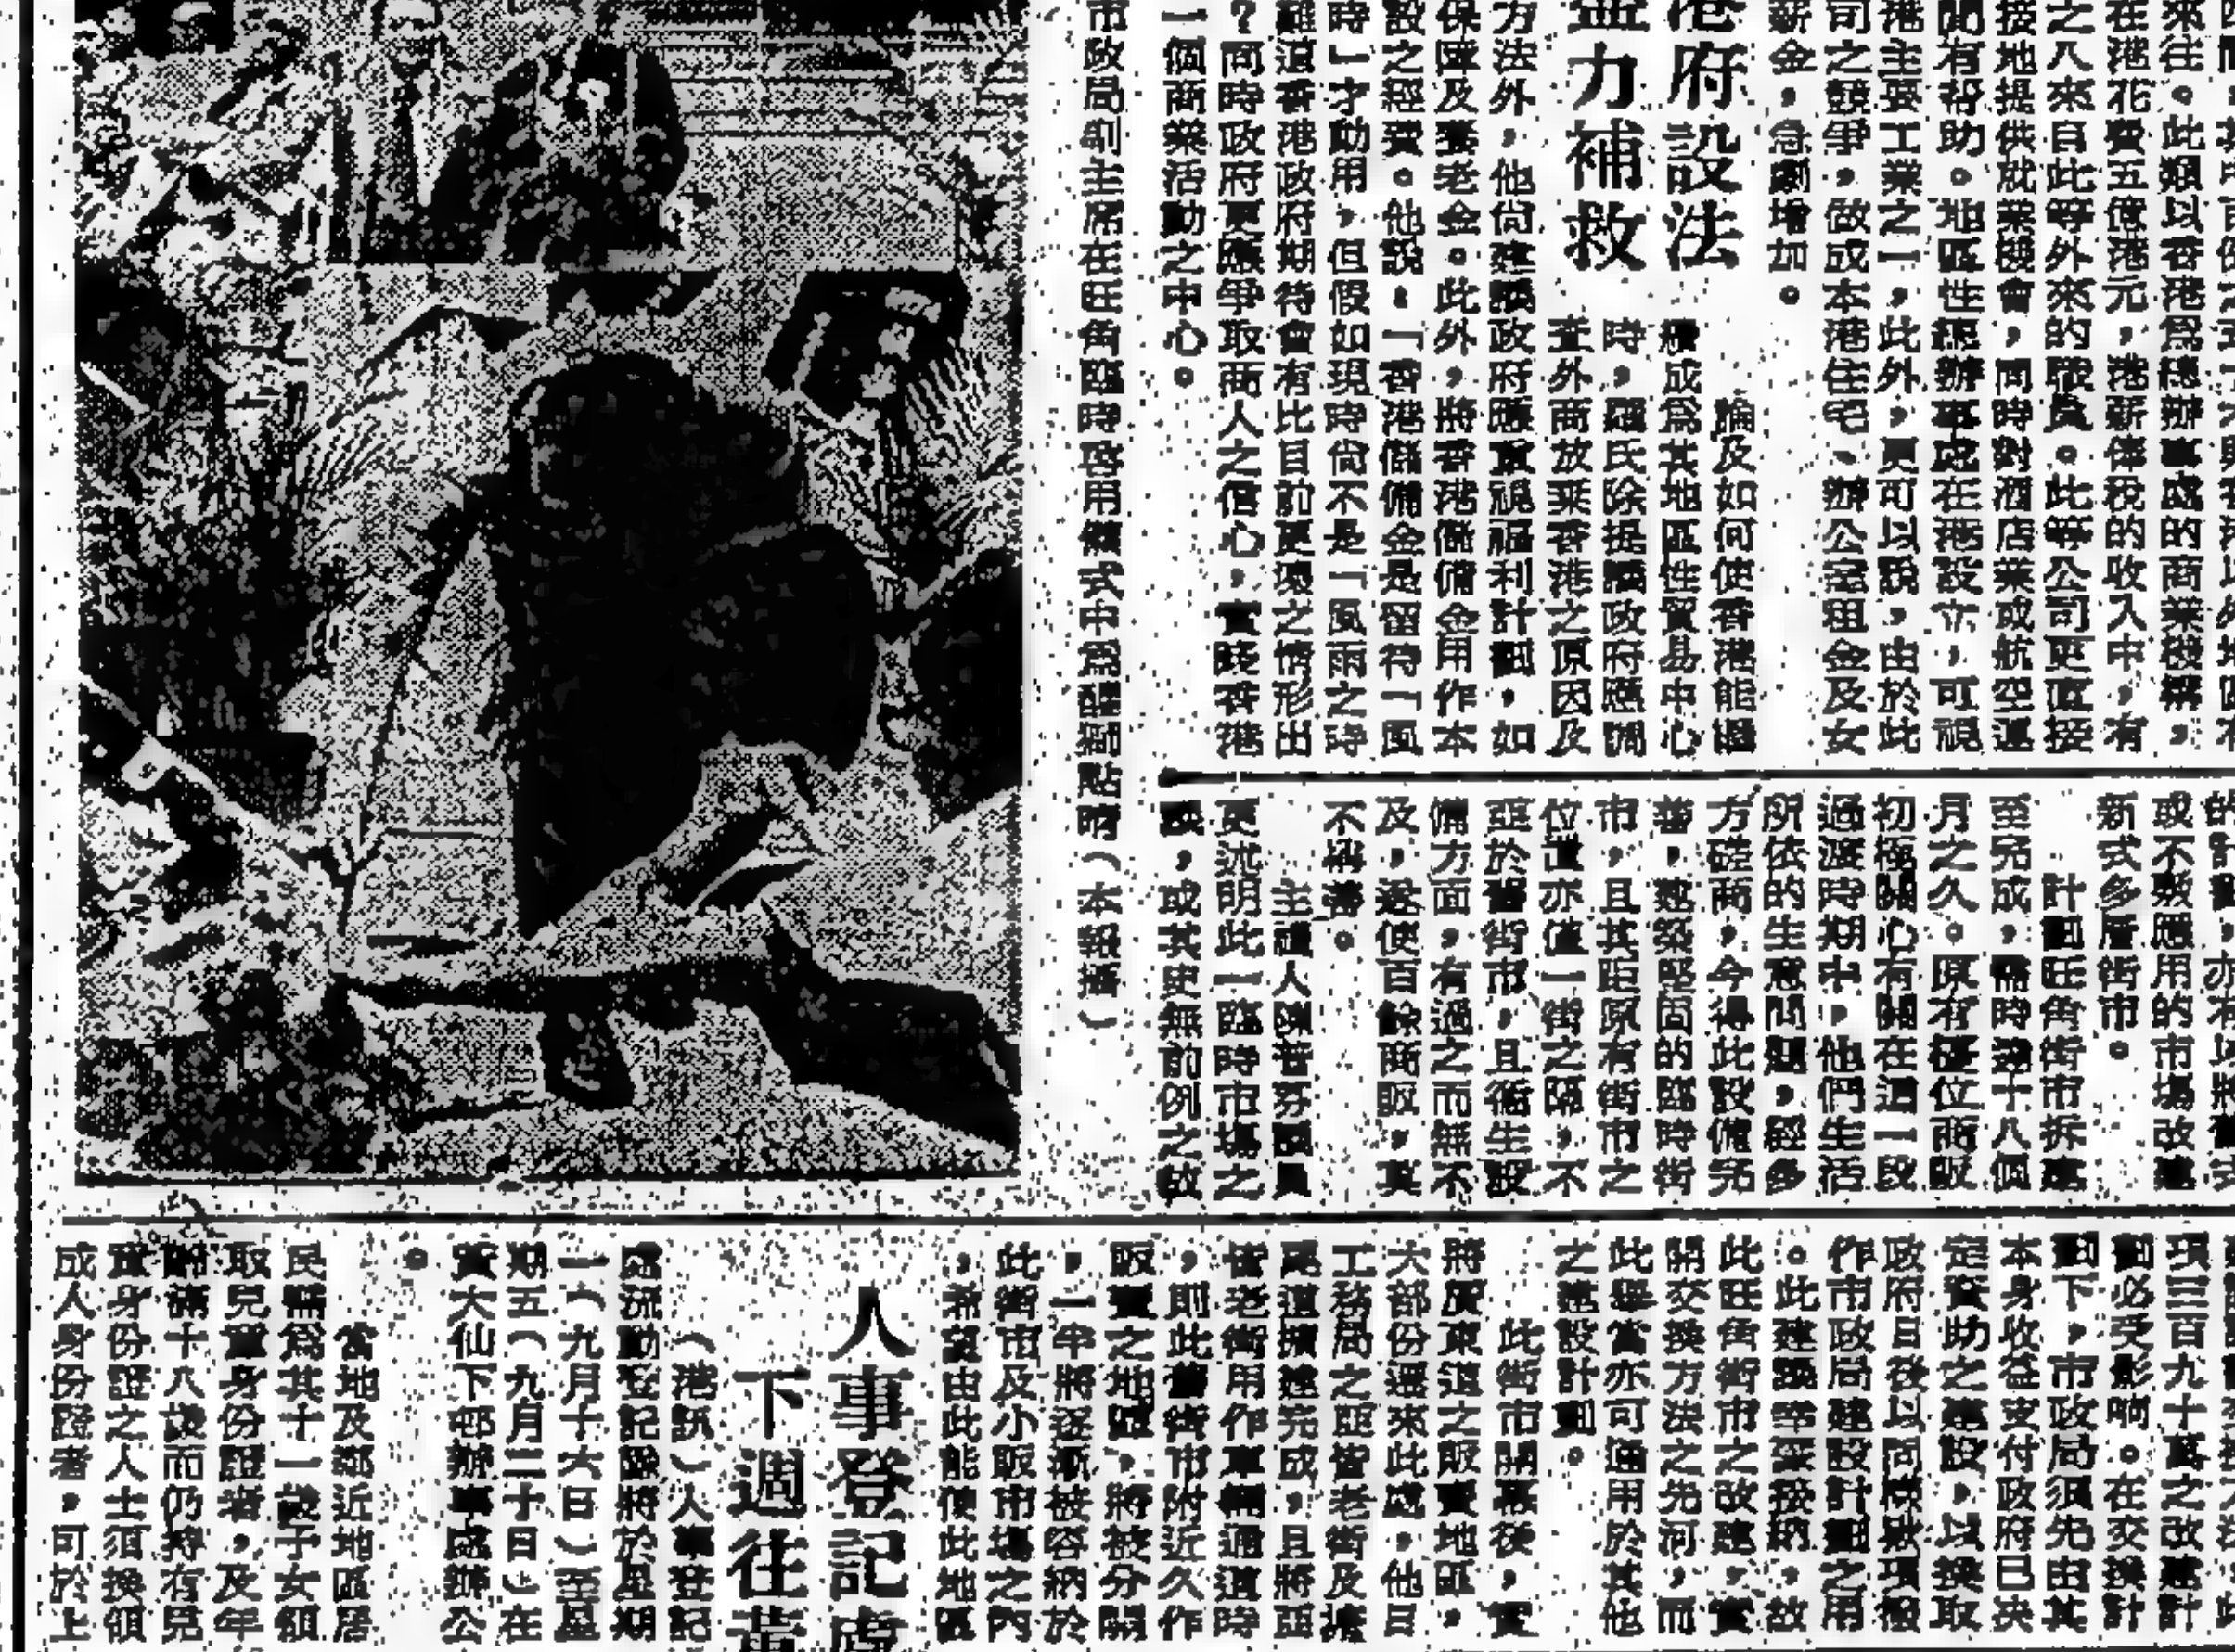 來往。此類以香港為總辦事處的商業機構,
在港花費五億港元,港薪俸稅的收入中,有
之八來自此等外來的職員。此等公司更直接
接地提供就業機會,同時對酒店業或航空運
聞有幫助。地區性總辦事處在港設立,可視
港主要工業之一,此外,更可以說,由於此
司之競爭,做成本港住宅、辦公室租金及女
薪金,急劇增加。
港府設法
盡力補救
論及如何使香港能繼
續成為其地區性貿易中心
時,羅氏除提議政府應調
查外商放棄香港之原因及
方法外,他尚建議政府應重視福利計劃,如
保障及養老金。此外,將香港儲備金用作本
設之經費。他說:「香港儲備金是留待「風
時」才動用,但假如現時尚不是「風雨之時
難道香港政府期待會有比目前更壞之情形出
?同時政府更應爭取商人之信心,實踐香港
一個商業活動之中心。
市政局副主席在旺角臨時啓用儀式中為醒獅點睛(本報攝)
或不敷應用的市場改建
新式多層街市。
計劃旺角街市拆建
至完成,需時達十八個
月之久。原有攤位商販
初極關心有關在這一段
過渡時期中,他們生活
所依的生意問題,經多
方磋商,今得此設備完
善,建築堅固的臨時街
市,且其距原有街市之
位置亦僅一街之隔,不
亞於舊街市,且衛生設
備方面,有過之而無不
及,遂使百餘商販,莫
不稱善。
主禮人陳普芬議員
更述明此一臨時市場之
,或其史無前例之
項三百九十萬之改建計
劃必受影响。在交換計
劃下,市政局須先由其
本身收益支付政府已決
定資助之建設,以換取
政府日後以同樣欵項撥
作市政局建設計劃之用
。此建議幸蒙接納,故
此旺角街市之改建,實
開交換方法之先河,而
此舉當亦可通用於其他
之建設計劃。
此街市開幕後,實
將廣東道之販賣地區,
大部份遷來此處,他目
工務局之亞皆老街及塘
尾道擴建完成,且將亞
皆老街用作車輛通道時
,則此舊街市附近久作
販賣之地區,將被分開
,一半將逐漸被容納於
此街市及小販市場之內
,希望由此能使此地區
人事登記處
下週往黃
(港訊)人事登記
處流動登記隊將於星期
一(九月十六日)至星
期五(九月二十日)在
黃大仙下邨辦事處辦公
。
當地及鄰近地區居
民需為其十一歲子女領
取兒童身份證者,及年
齡滿十八歲而仍持有兒
童身份證之人士須換領
成人身份證者,可於上